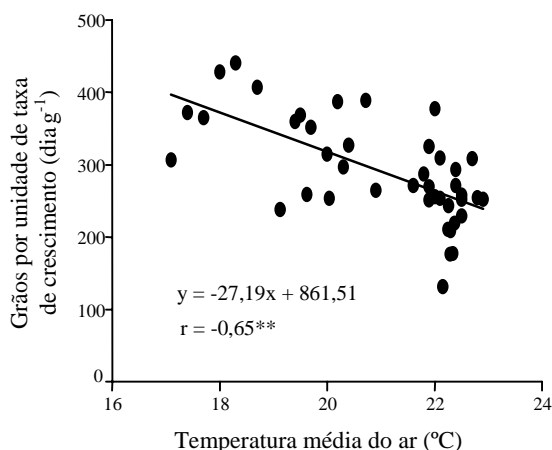 500
400
300
200
100
0
Grãos por unidade de taxa
de crescimento (dia g-1)
y = -27,19x + 861,51
r = -0,65**
16
18
20
22
24
Temperatura média do ar (ºC)